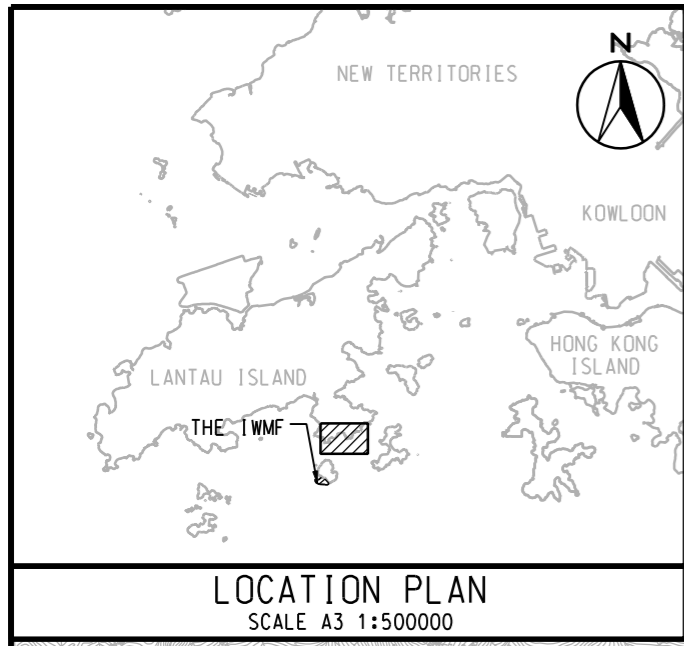 N
NEW TERRITORIES
KOWLOON
HONG KONG
ISLAND
LANTAU ISLAND
THE IWMF
LOCATION PLAN
SCALE A3 1:500000